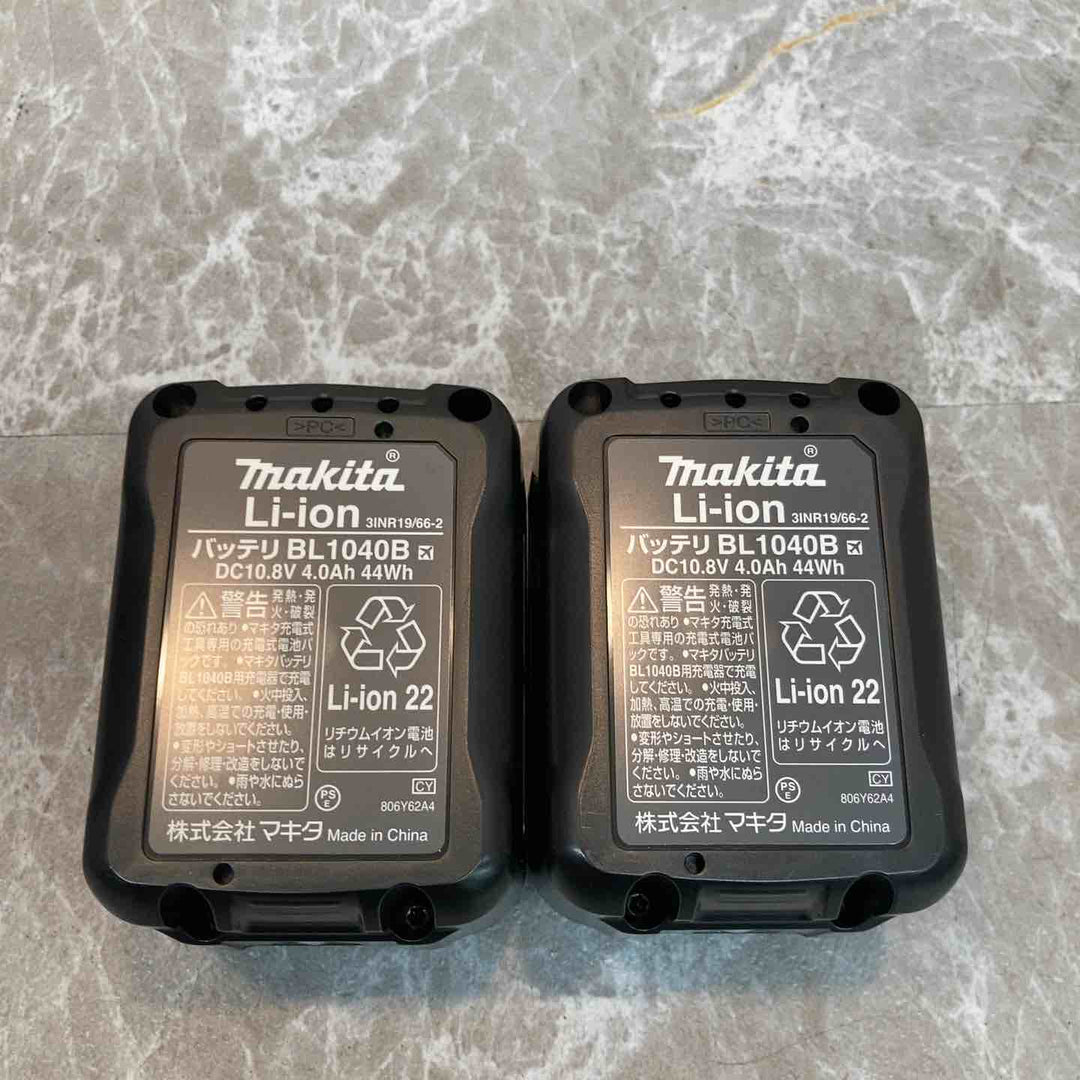 >PC<
makita®
Li-ion 3INR19/66-2
バッテリ BL1040B
DC10.8V 4.0Ah 44Wh
警告 発熱・発
火・破裂
の恐れあり •マキタ充電式
工具専用の充電式電池パ
ックです。•マキタバッテリ
BL1040B用充電器で充電
してください。•火中投入、
加熱、高温での充電・使用・
放置をしないでください。
•変形やショートさせたり、
分解・修理・改造をしないで
ください。•雨や水にぬら
さないでください。
Li-ion 22
リチウムイオン電池
はリサイクルへ
PS
E
CY
806Y62A4
株式会社マキタ Made in China
>PC<
makita®
Li-ion 3INR19/66-2
バッテリ BL1040B
DC10.8V 4.0Ah 44Wh
警告 発熱・発
火・破裂
の恐れあり •マキタ充電式
工具専用の充電式電池パ
ックです。•マキタバッテリ
BL1040B用充電器で充電
してください。•火中投入、
加熱、高温での充電・使用・
放置をしないでください。
•変形やショートさせたり、
分解・修理・改造をしないで
ください。•雨や水にぬら
さないでください。
Li-ion 22
リチウムイオン電池
はリサイクルへ
PS
E
CY
806Y62A4
株式会社マキタ Made in China